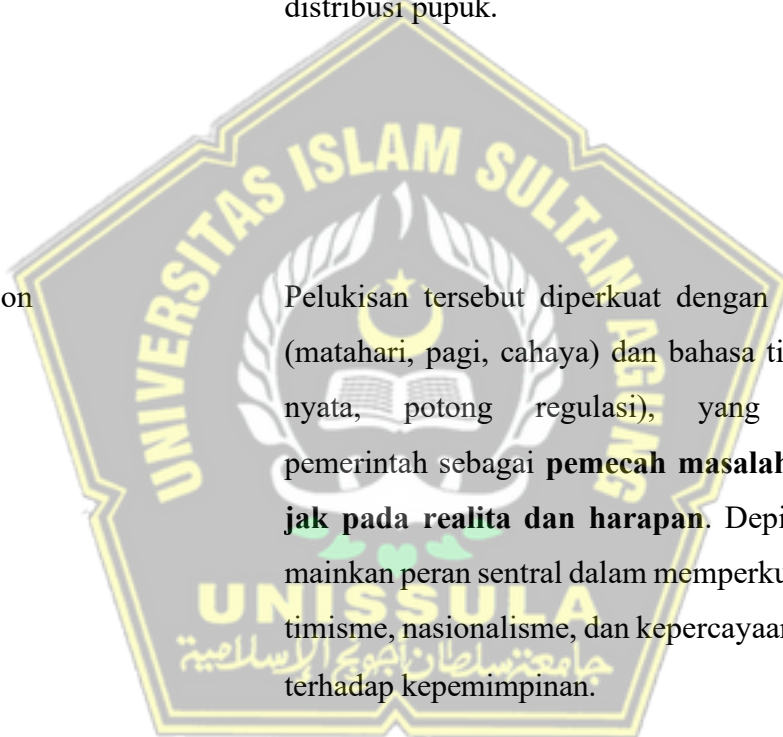 distribusi pupuk.
UNIVERSITAS ISLAM SULTAN AGUNG
on
Pelukisan tersebut diperkuat dengan
(matahari, pagi, cahaya) dan bahasa ti
nyata, potong regulasi), yang
pemerintah sebagai pemecah masalah
jak pada realita dan harapan. Depi
mainkan peran sentral dalam memperku
timisme, nasionalisme, dan kepercayaan
terhadap kepemimpinan.
UNISSULA
جامعتسلطان أجونج الإسلامية